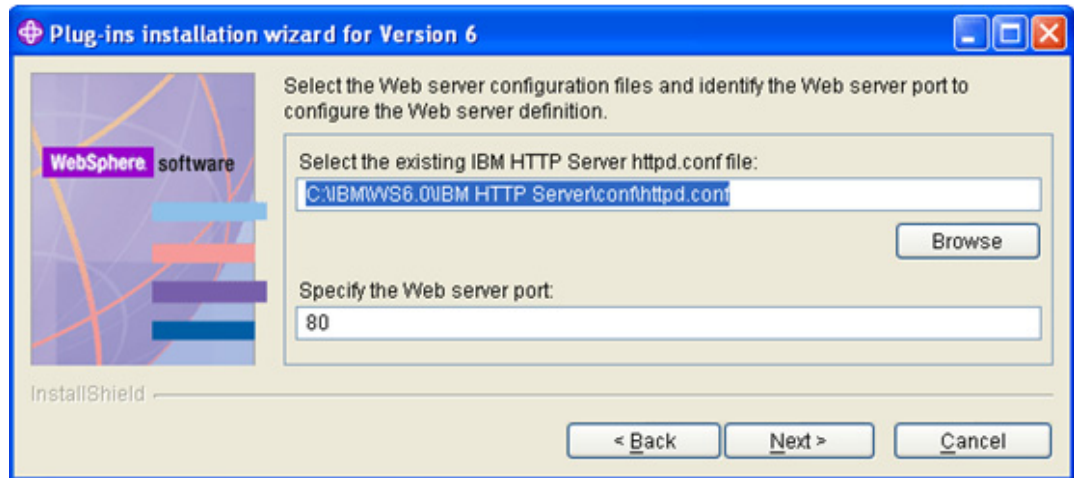 Plug-ins installation wizard for Version 6
Select the Web server configuration files and identify the Web server port to
configure the Web server definition.
WebSphere software
Select the existing IBM HTTP Server httpd.conf file:
C:\IBM\WS6.0\IBM HTTP Server\conf\httpd.conf
Browse
Specify the Web server port:
80
InstallShield
< Back Next > Cancel